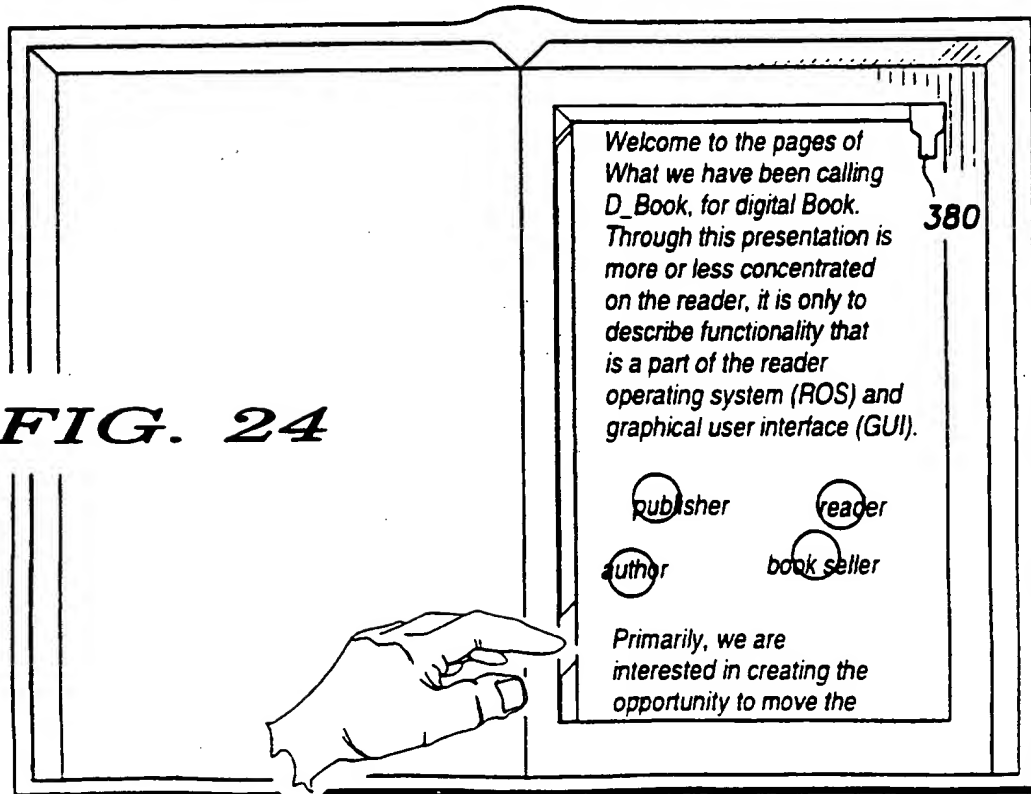 Welcome to the pages of
What we have been calling
D_Book, for digital Book.
Through this presentation is
more or less concentrated
on the reader, it is only to
describe functionality that
is a part of the reader
operating system (ROS) and
graphical user interface (GUI).
380
FIG. 24
publisher reader
author book seller
Primarily, we are
interested in creating the
opportunity to move the